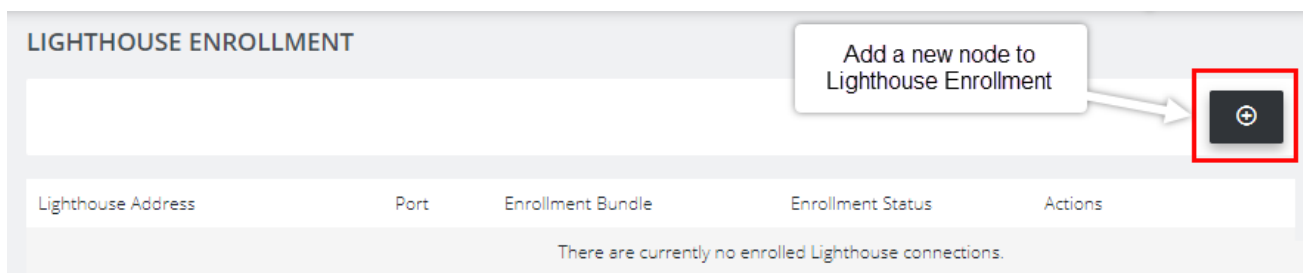 LIGHTHOUSE ENROLLMENT
Add a new node to
Lighthouse Enrollment
Lighthouse Address Port Enrollment Bundle Enrollment Status Actions
There are currently no enrolled Lighthouse connections.